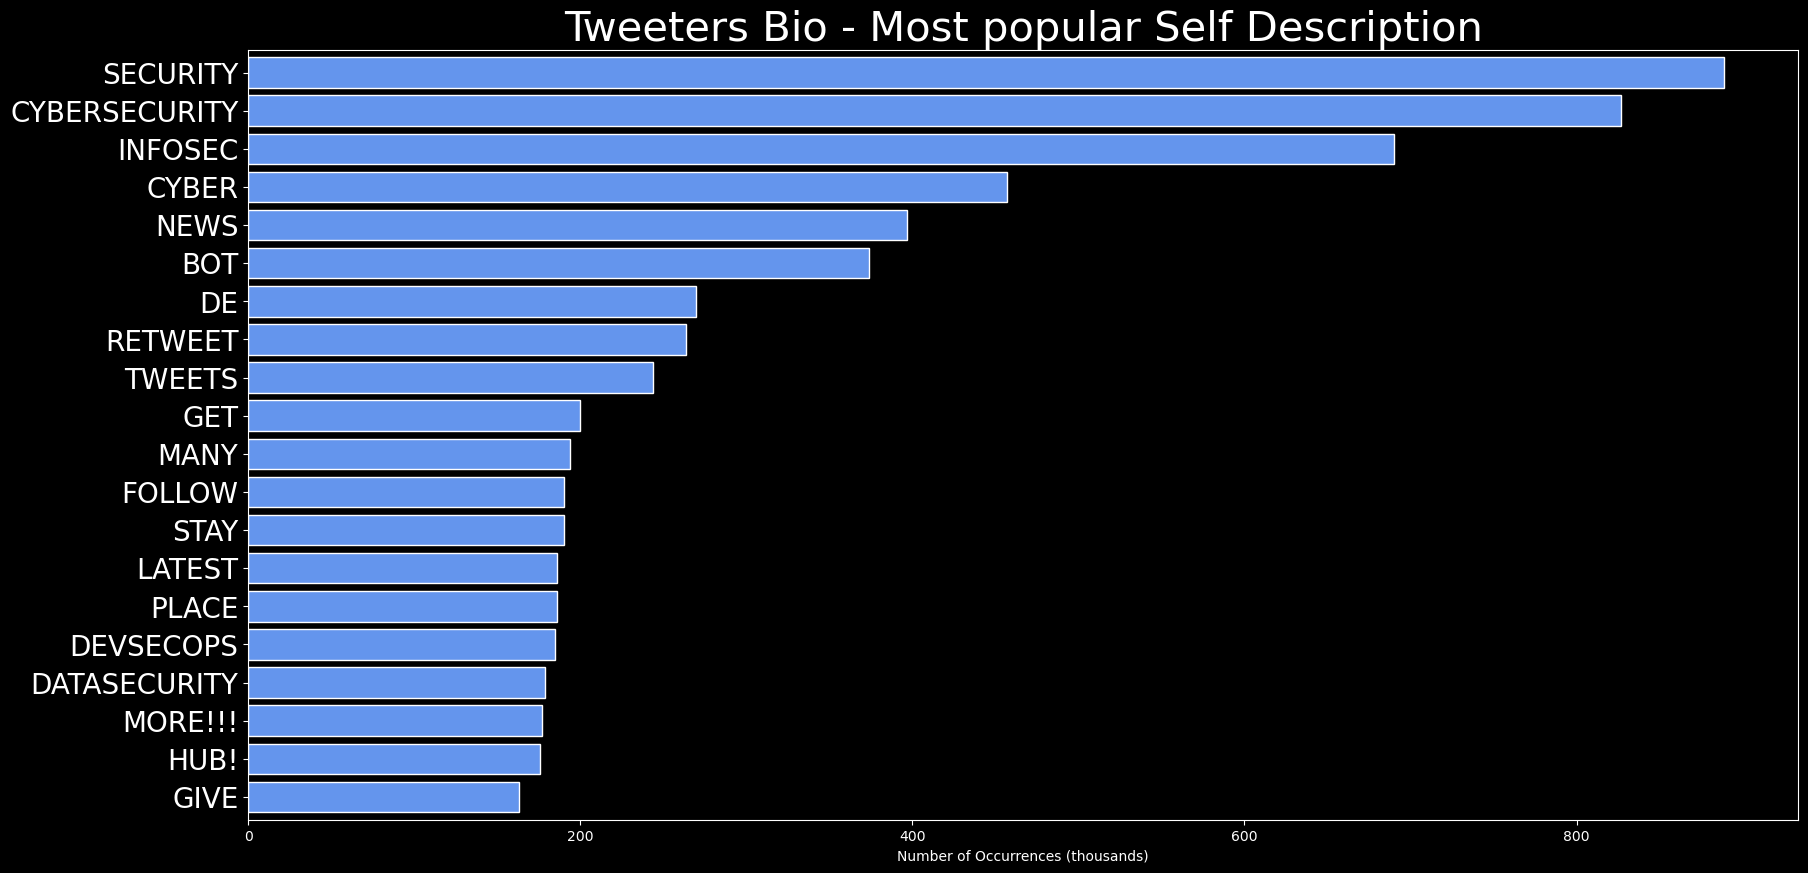 Tweeters Bio - Most popular Self Description
SECURITY
CYBERSECURITY
INFOSEC
CYBER
NEWS
BOT
DE
RETWEET
TWEETS
GET
MANY
FOLLOW
STAY
LATEST
PLACE
DEVSECOPS
DATASECURITY
MORE!!!
HUB!
GIVE
0 200 400 600 800
Number of Occurrences (thousands)